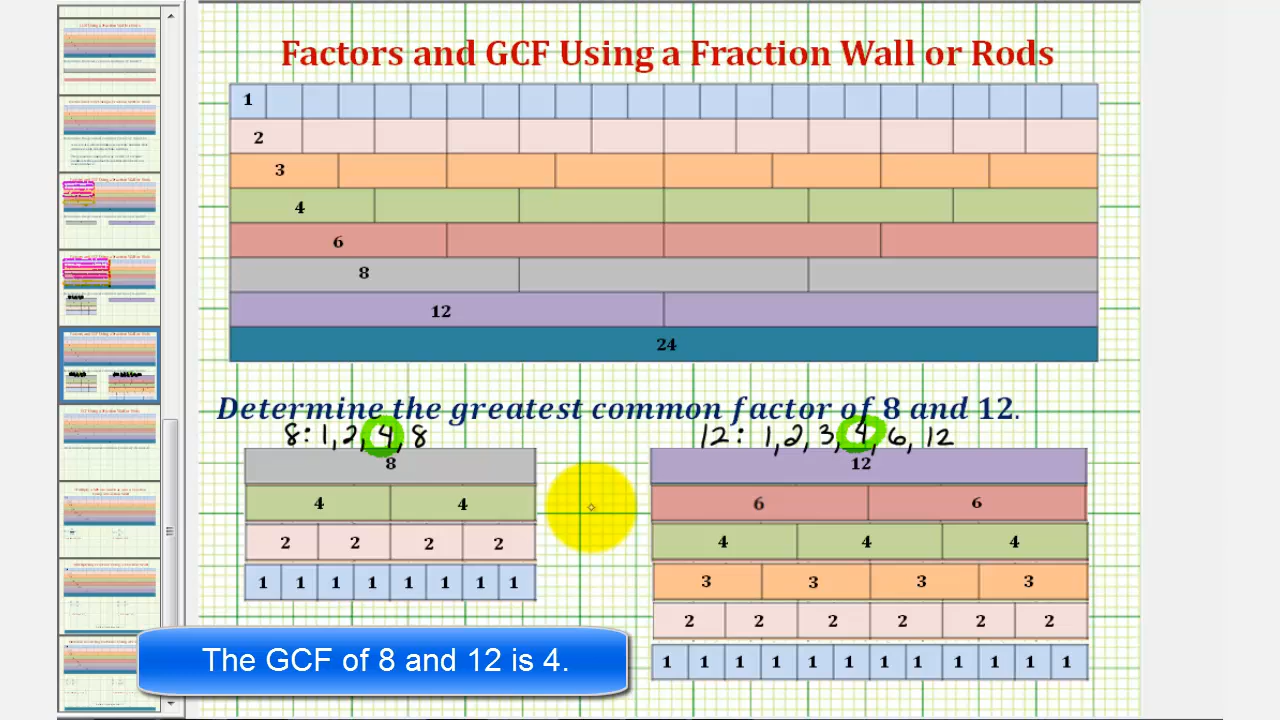 Factors and GCF Using a Fraction Wall or Rods
1
2
3
4
6
8
12
24
Determine the greatest common factor of 8 and 12.
8: 1, 2, 4, 8
12: 1, 2, 3, 4, 6, 12
8
4 4
2 2 2 2
1 1 1 1 1 1 1 1
12
6 6
4 4 4
3 3 3 3
2 2 2 2 2 2
1 1 1 1 1 1 1 1 1 1 1 1
The GCF of 8 and 12 is 4.